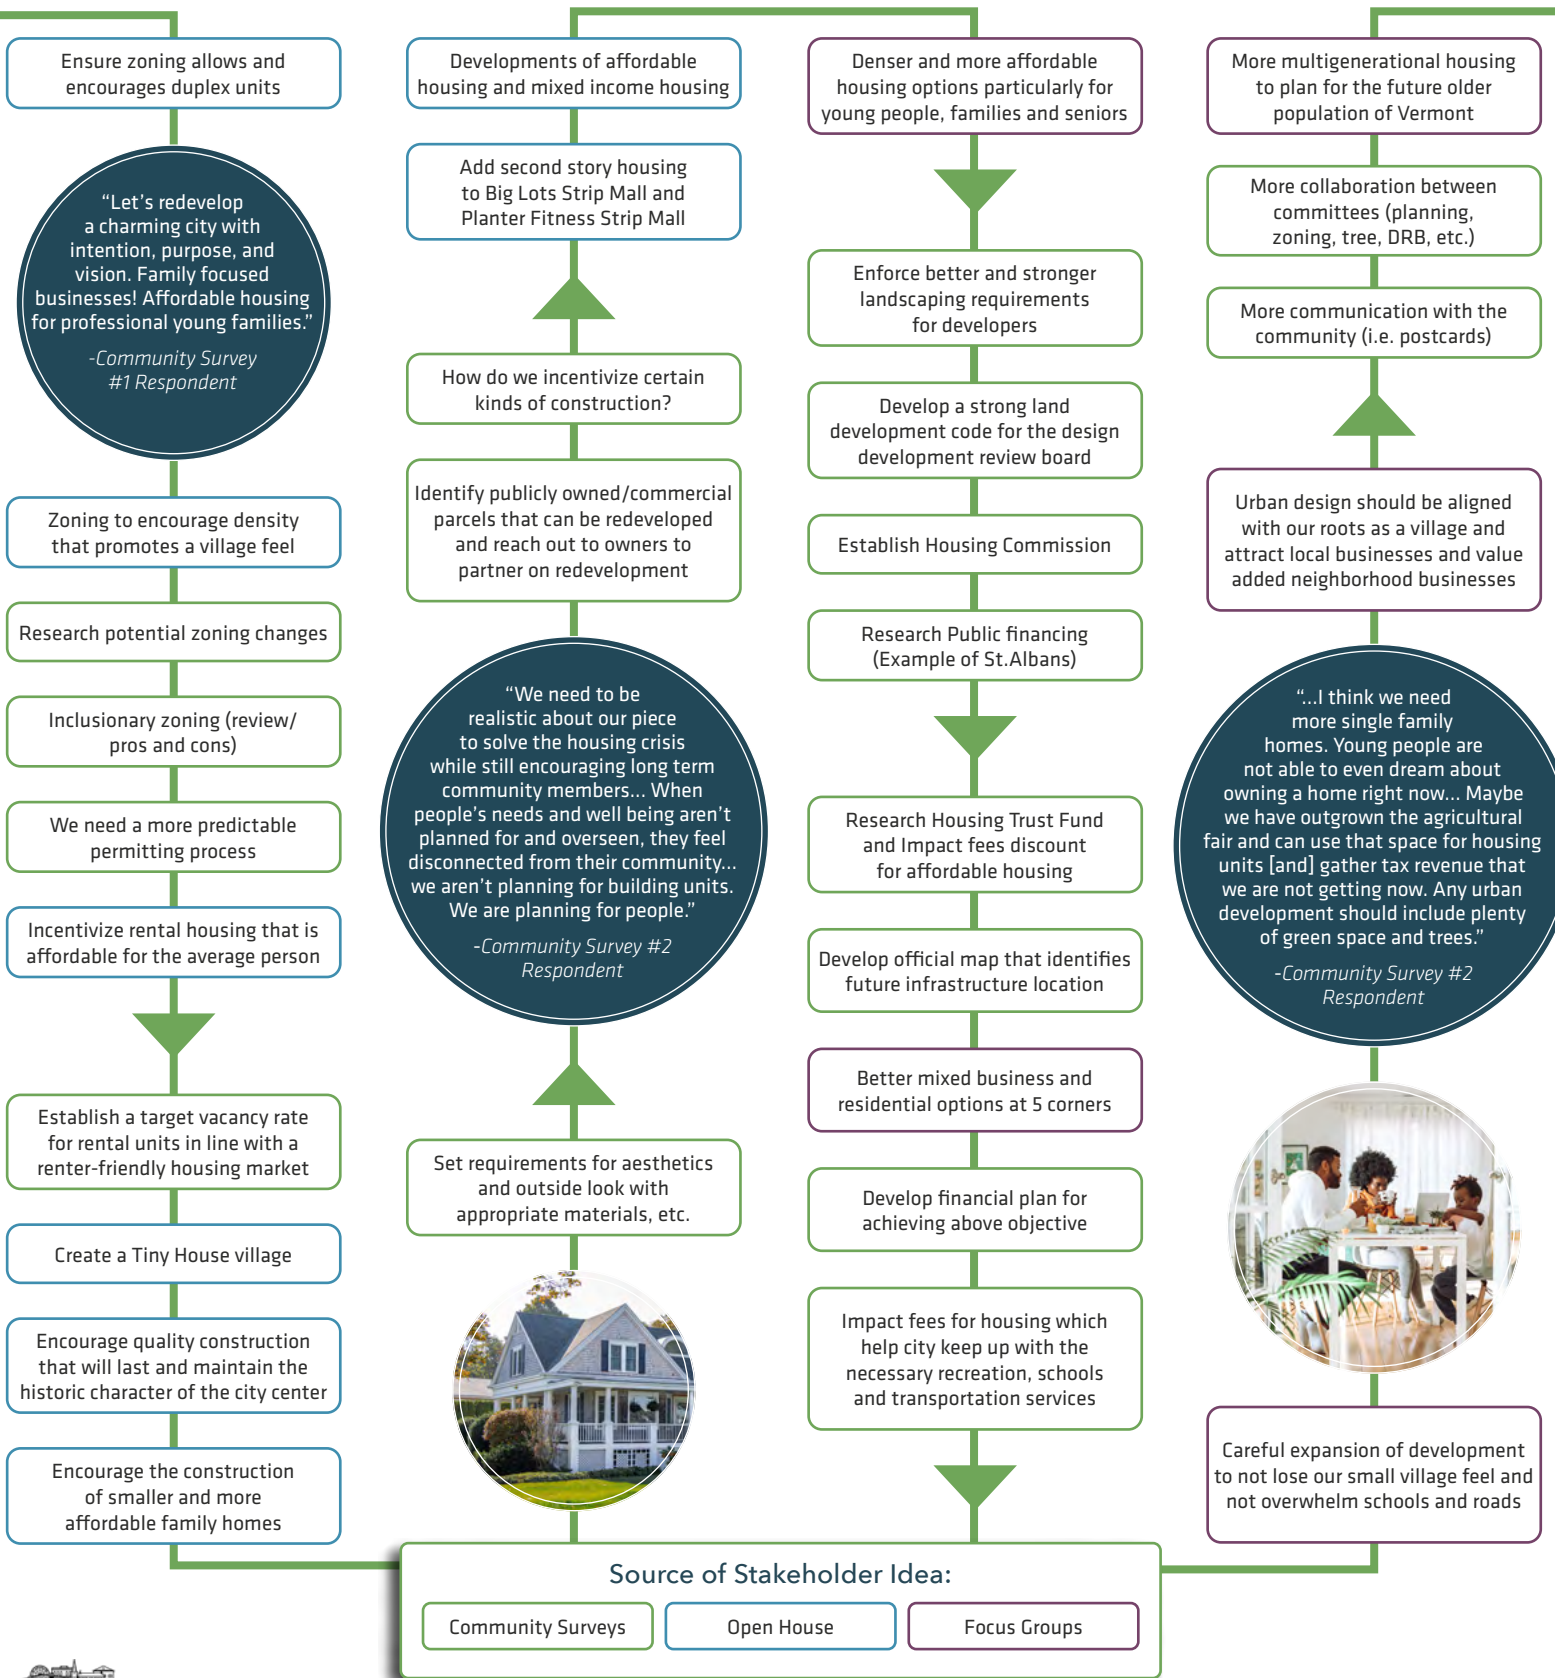 Ensure zoning allows and
encourages duplex units
“Let’s redevelop
a charming city with
intention, purpose, and
vision. Family focused
businesses! Affordable housing
for professional young families.”
-Community Survey
#1 Respondent
Zoning to encourage density
that promotes a village feel
Research potential zoning changes
Inclusionary zoning (review/
pros and cons)
We need a more predictable
permitting process
Incentivize rental housing that is
affordable for the average person
Establish a target vacancy rate
for rental units in line with a
renter-friendly housing market
Create a Tiny House village
Encourage quality construction
that will last and maintain the
historic character of the city center
Encourage the construction
of smaller and more
affordable family homes
Developments of affordable
housing and mixed income housing
Add second story housing
to Big Lots Strip Mall and
Planter Fitness Strip Mall
How do we incentivize certain
kinds of construction?
Identify publicly owned/commercial
parcels that can be redeveloped
and reach out to owners to
partner on redevelopment
“We need to be
realistic about our piece
to solve the housing crisis
while still encouraging long term
community members... When
people’s needs and well being aren’t
planned for and overseen, they feel
disconnected from their community...
we aren’t planning for building units.
We are planning for people.”
-Community Survey #2
Respondent
Set requirements for aesthetics
and outside look with
appropriate materials, etc.
Denser and more affordable
housing options particularly for
young people, families and seniors
Enforce better and stronger
landscaping requirements
for developers
Develop a strong land
development code for the design
development review board
Establish Housing Commission
Research Public financing
(Example of St.Albans)
Research Housing Trust Fund
and Impact fees discount
for affordable housing
Develop official map that identifies
future infrastructure location
Better mixed business and
residential options at 5 corners
Develop financial plan for
achieving above objective
Impact fees for housing which
help city keep up with the
necessary recreation, schools
and transportation services
More multigenerational housing
to plan for the future older
population of Vermont
More collaboration between
committees (planning,
zoning, tree, DRB, etc.)
More communication with the
community (i.e. postcards)
Urban design should be aligned
with our roots as a village and
attract local businesses and value
added neighborhood businesses
“...I think we need
more single family
homes. Young people are
not able to even dream about
owning a home right now... Maybe
we have outgrown the agricultural
fair and can use that space for housing
units [and] gather tax revenue that
we are not getting now. Any urban
development should include plenty
of green space and trees.”
-Community Survey #2
Respondent
Careful expansion of development
to not lose our small village feel and
not overwhelm schools and roads
Source of Stakeholder Idea:
Community Surveys
Open House
Focus Groups